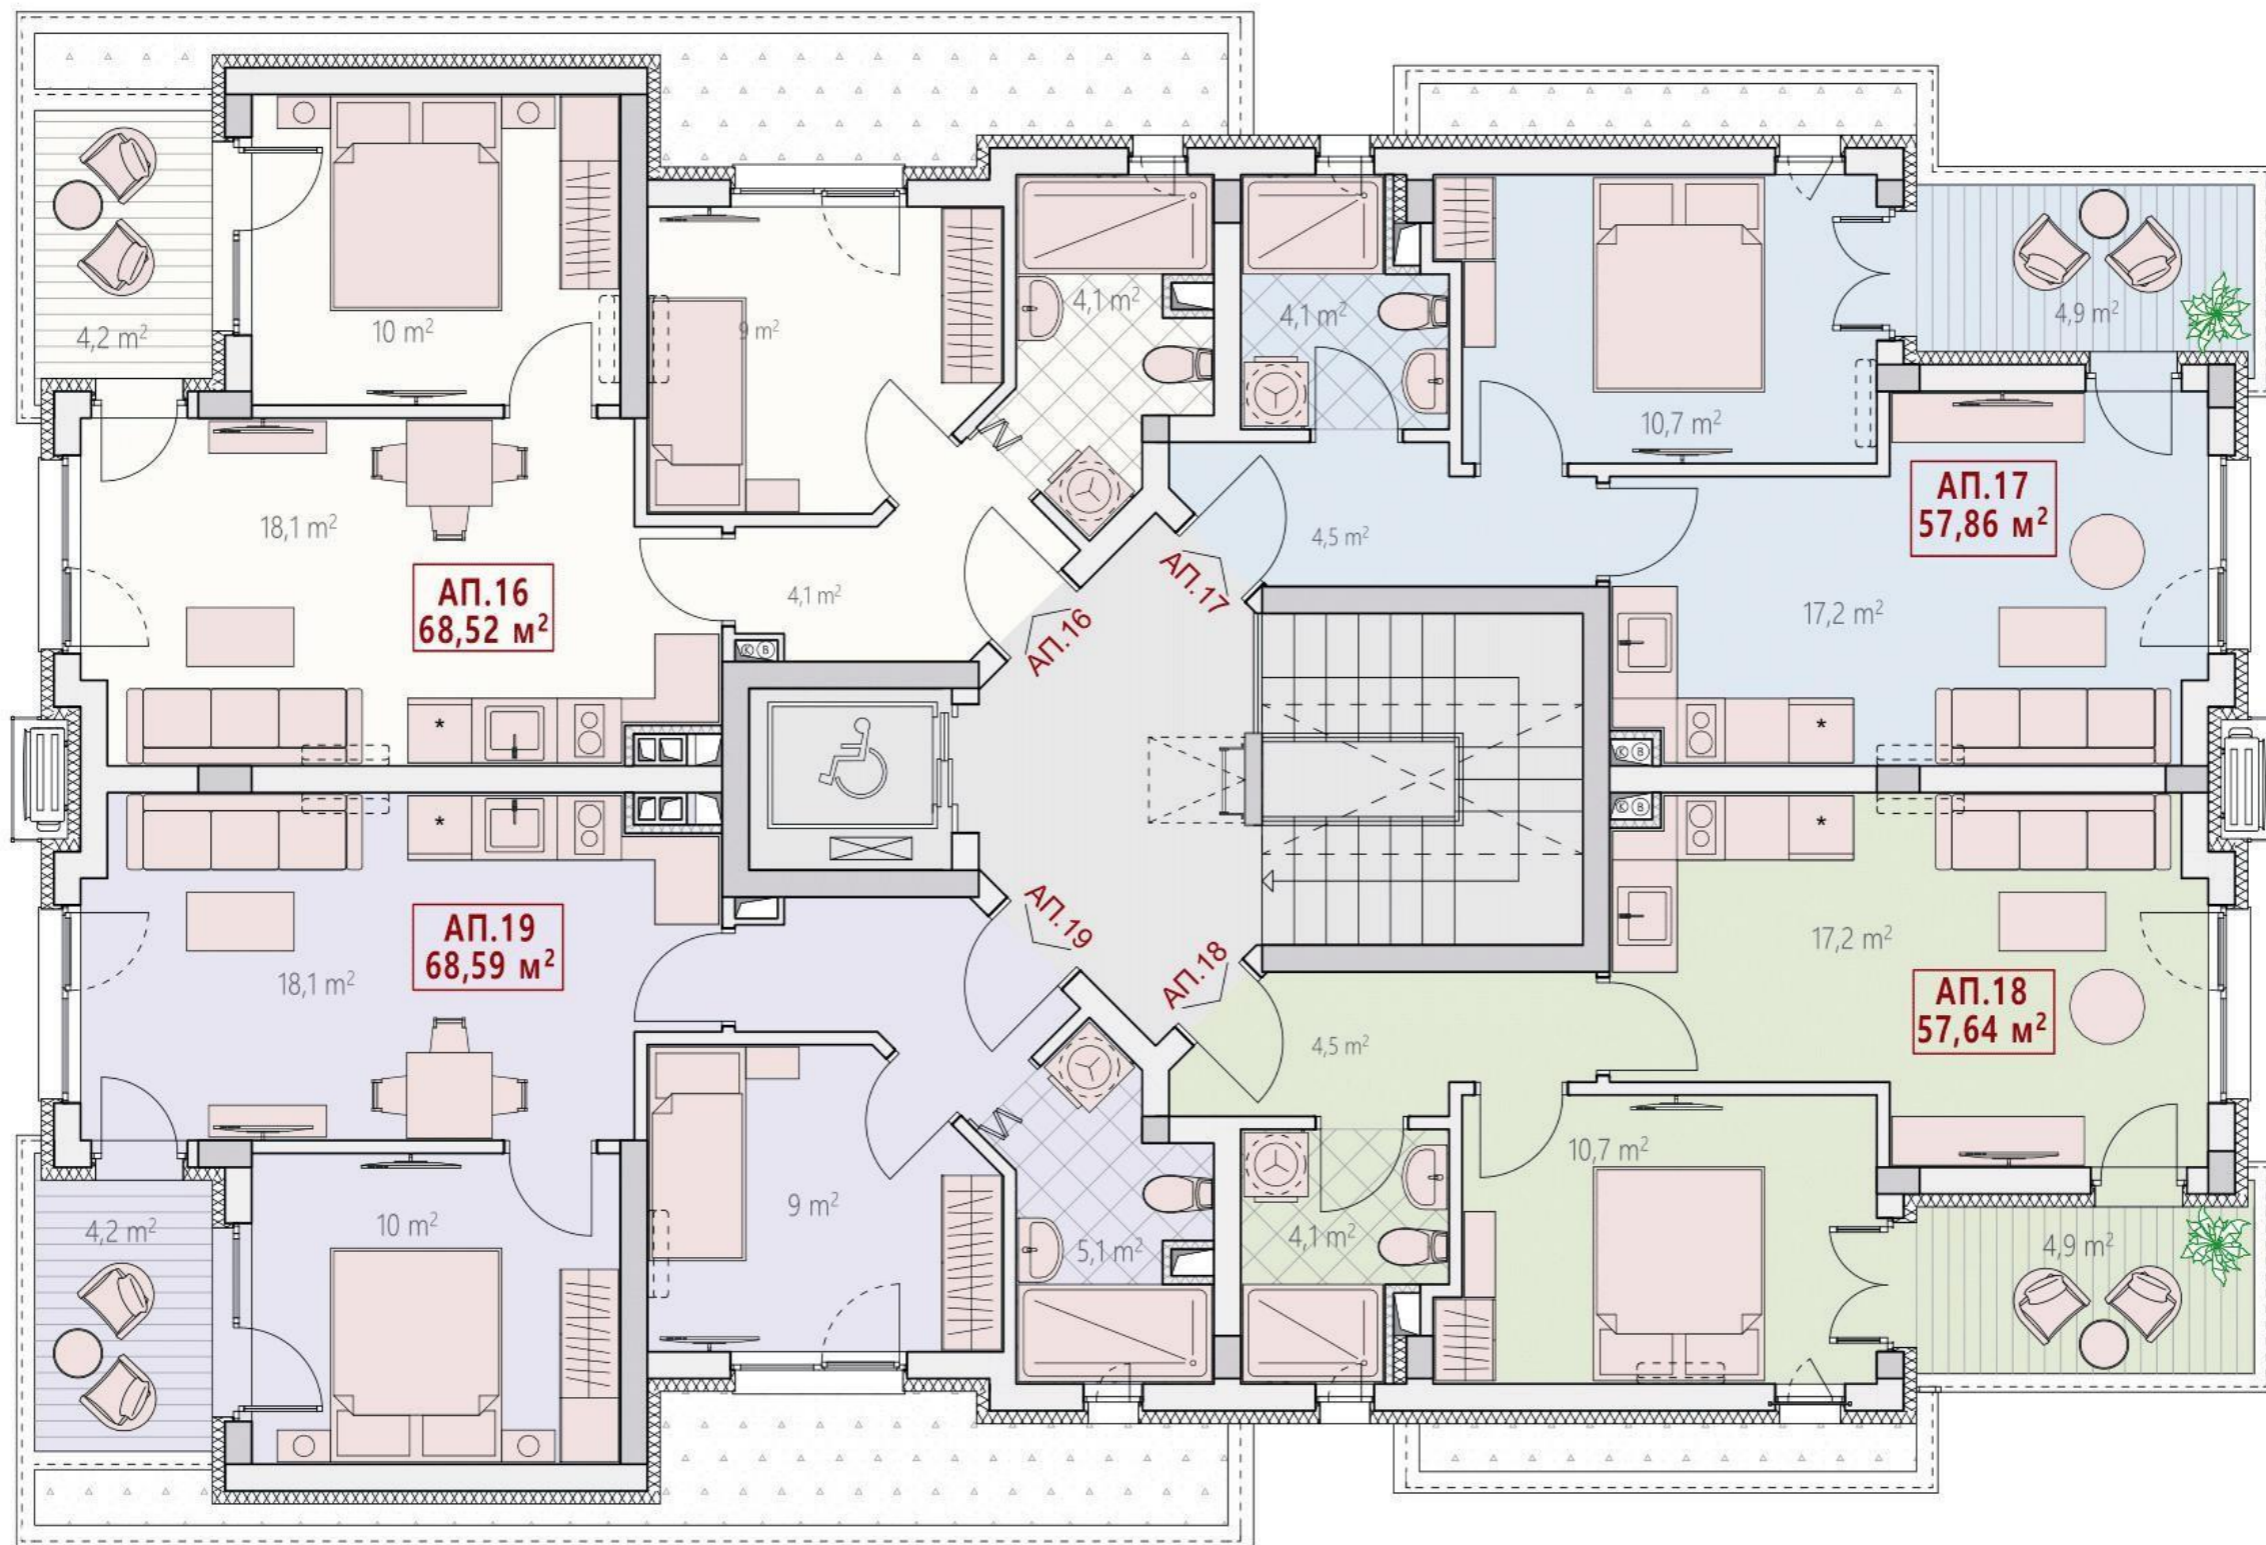 4,2 m²
10 m²
9 m²
4,1 m²
4,1 m²
10,7 m²
4,9 m²
18,1 m²
АП.16
68,52 м²
4,1 m²
4,5 m²
АП.17
57,86 м²
17,2 m²
АП.16
АП.17
К В
*
*
К В
К В
*
*
АП.19
АП.18
АП.19
68,59 м²
18,1 m²
4,5 m²
17,2 m²
АП.18
57,64 м²
4,2 m²
10 m²
9 m²
5,1 m²
4,1 m²
10,7 m²
4,9 m²